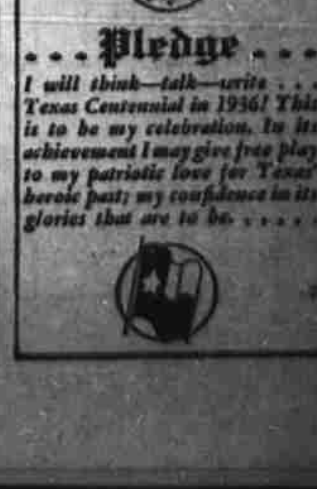 . . . Pledge . . .
I will think—talk—write . . .
Texas Centennial in 1936! This
is to be my celebration. In its
achievement I may give free play
to my patriotic love for Texas'
heroic past; my confidence in its
glories that are to be. . . . . .